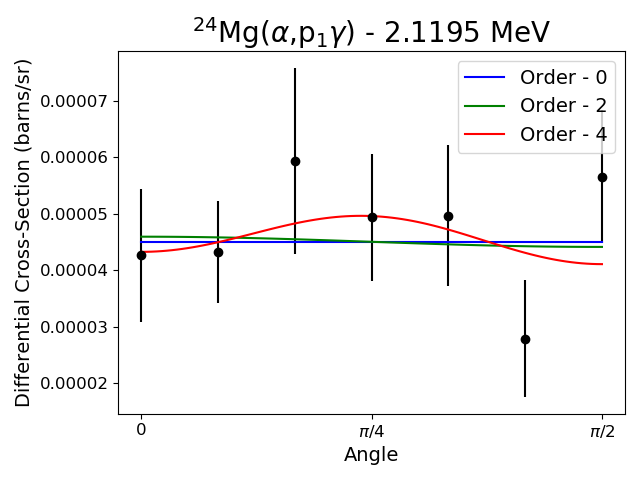 ²⁴Mg(α,p₁γ) - 2.1195 MeV
Differential Cross-Section (barns/sr)
0.00007
0.00006
0.00005
0.00004
0.00003
0.00002
Order - 0
Order - 2
Order - 4
0
π/4
π/2
Angle